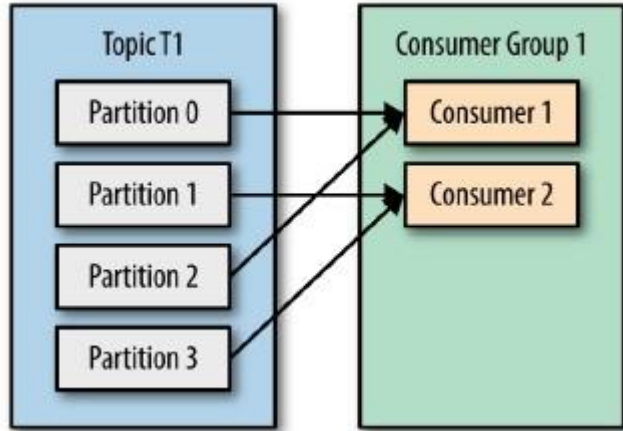 Topic T1
Partition 0
Partition 1
Partition 2
Partition 3
Consumer Group 1
Consumer 1
Consumer 2